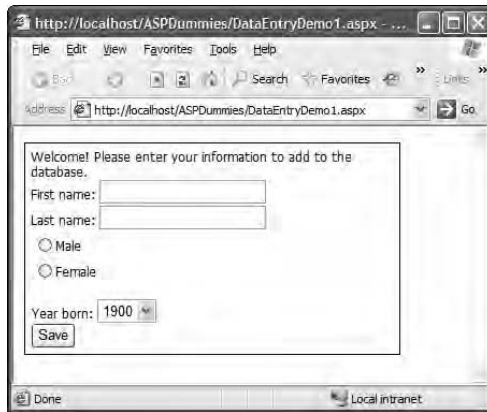 http://localhost/ASPDummies/DataEntryDemo1.aspx - ...
File Edit View Favorites Tools Help
Back Search Favorites »  » Links
Address http://localhost/ASPDummies/DataEntryDemo1.aspx Go
Welcome! Please enter your information to add to the
database.
First name:
Last name:
Male
Female
Year born: 1900
Save
Done Local intranet